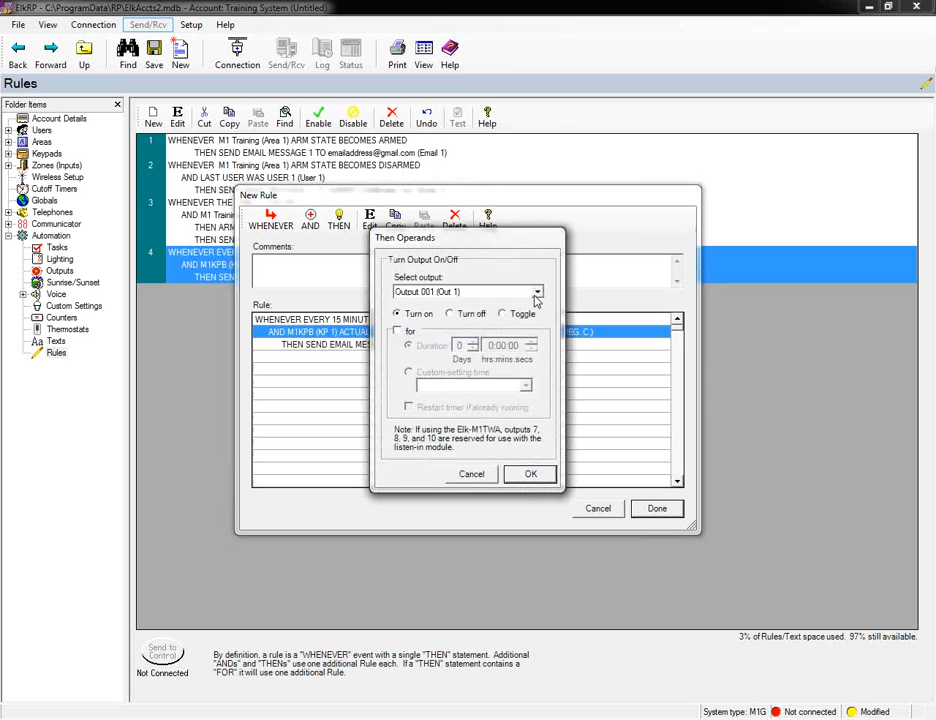 ElkRP - C:\ProgramData\RP\ElkAccts2.mdb - Account: Training System (Untitled)
File View Connection Send/Rcv Setup Help
Back Forward Up Find Save New Connection Send/Rcv Log Status Print View Help
Rules
Folder Items
Account Details
Users
Areas
Keypads
Zones (Inputs)
Wireless Setup
Cutoff Timers
Globals
Telephones
Communicator
Automation
Tasks
Lighting
Outputs
Sunrise/Sunset
Voice
Custom Settings
Counters
Thermostats
Texts
Rules
New Edit Cut Copy Paste Find Enable Disable Delete Undo Test Help
1 WHENEVER M1 Training (Area 1) ARM STATE BECOMES ARMED
THEN SEND EMAIL MESSAGE 1 TO emailaddress@gmail.com (Email 1)
2 WHENEVER M1 Training (Area 1) ARM STATE BECOMES DISARMED
AND LAST USER WAS USER 1 (User 1)
THEN S
3 WHENEVER THE
AND M1 Trainin
THEN ARM
THEN SEN
4 WHENEVER EVE
AND M1KPB (K
THEN SEN
New Rule
WHENEVER AND THEN Edit Copy Paste Delete Help
Comments:
Rule:
WHENEVER EVERY 15 MINUT
AND M1KPB (KP 1) ACTUA
EG. C.)
THEN SEND EMAIL MES
Cancel Done
Then Operands
Turn Output On/Off
Select output:
Output 001 (Out 1)
Turn on Turn off Toggle
for
Duration: 0 0:00:00
Days hrs:mins:secs
Custom-setting time
Restart timer if already running
Note: If using the Elk-M1TWA, outputs 7,
8, 9, and 10 are reserved for use with the
listen-in module.
Cancel OK
3% of Rules/Text space used. 97% still available.
Send to
Control
Not Connected
By definition, a rule is a "WHENEVER" event with a single "THEN" statement. Additional
"ANDs" and "THENs" use one additional Rule each. If a "THEN" statement contains a
"FOR" it will use one additional Rule.
System type: M1G Not connected Modified